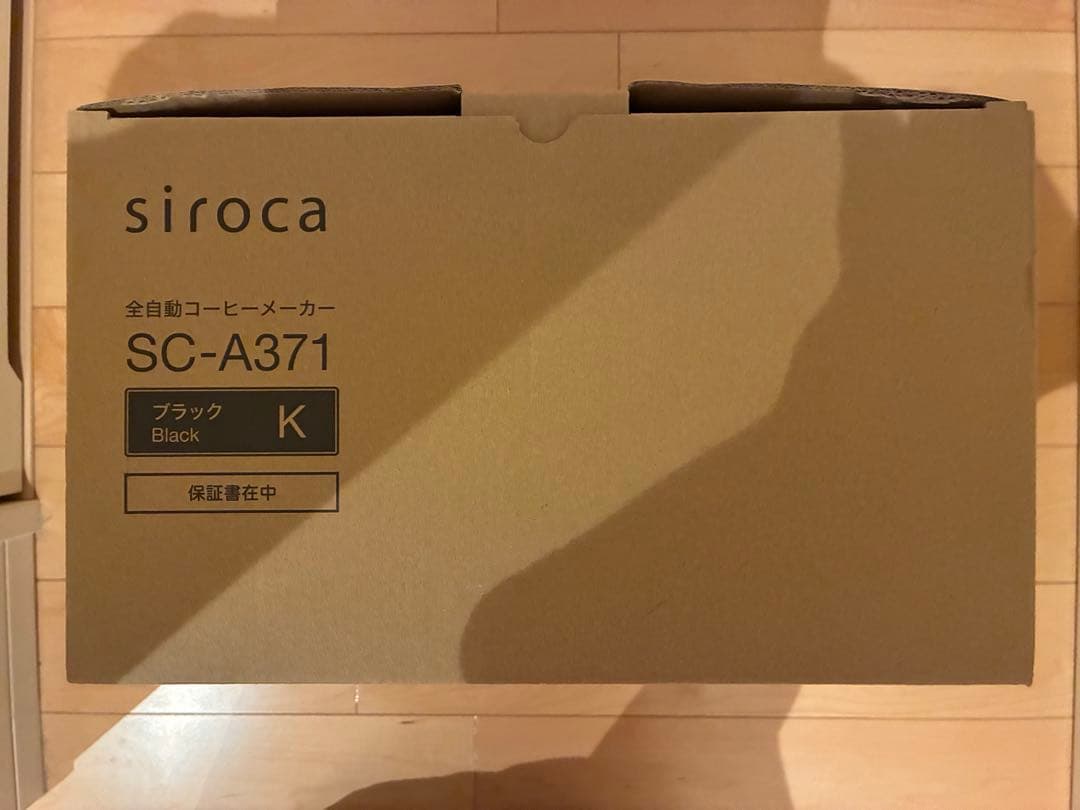 siroca
全自動コーヒーメーカー
SC-A371
ブラック
Black
K
保証書在中